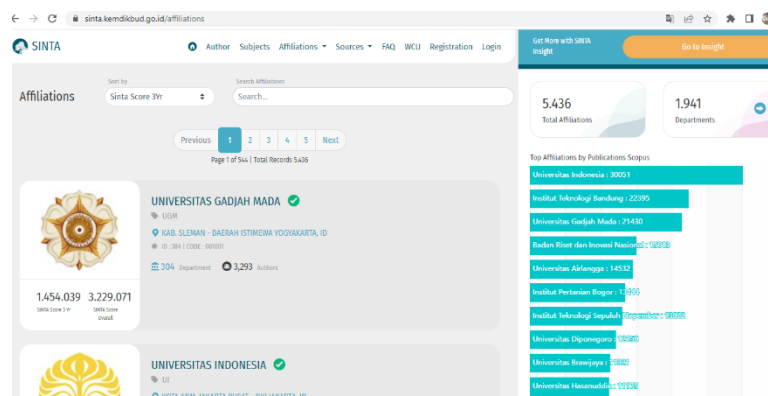 sinta.kemdikbud.go.id/affiliations
SINTA
Author Subjects Affiliations Sources FAQ WCU Registration Login
Get More with SINTA
Insight
Go to Insight
Affiliations
Sort by
Sinta Score 3Yr
Search Affiliations
Search...
Previous 1 2 3 4 5 Next
Page 1 of 544 | Total Records 5.436
UNIVERSITAS GADJAH MADA
UGM
KAB. SLEMAN - DAERAH ISTIMEWA YOGYAKARTA, ID
ID : 384 | CODE : 001001
304 Department 3,293 Authors
1.454.039 3.229.071
SINTA Score 3 Yr SINTA Score
Overall
UNIVERSITAS INDONESIA
UI
5.436
Total Affiliations
1.941
Departments
Top Affiliations by Publications Scopus
Universitas Indonesia : 30051
Institut Teknologi Bandung : 22395
Universitas Gadjah Mada : 21430
Badan Riset dan Inovasi Nasional :
Universitas Airlangga : 14532
Institut Pertanian Bogor :
Institut Teknologi Sepuluh Nopember :
Universitas Diponegoro :
Universitas Brawijaya :
Universitas Hasanuddin :